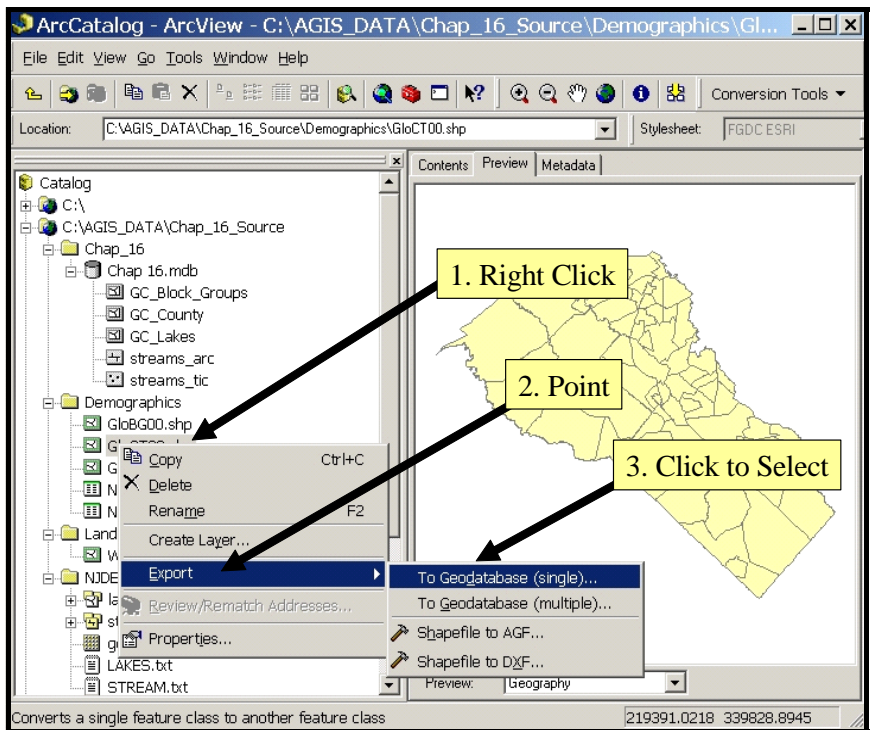 ArcCatalog - ArcView - C:\AGIS_DATA\Chap_16_Source\Demographics\Gl...
File Edit View Go Tools Window Help
Conversion Tools
Location: C:\AGIS_DATA\Chap_16_Source\Demographics\GloCT00.shp Stylesheet: FGDC ESRI
Contents Preview Metadata
Catalog
C:\
C:\AGIS_DATA\Chap_16_Source
Chap_16
Chap 16.mdb
GC_Block_Groups
GC_County
GC_Lakes
streams_arc
streams_tic
Demographics
GloBG00.shp
G
N
N
Land
W
NJDE
la
st
g
LAKES.txt
STREAM.txt
1. Right Click
2. Point
3. Click to Select
Copy Ctrl+C
Delete
Rename F2
Create Layer...
Export
Review/Rematch Addresses...
Properties...
To Geodatabase (single)...
To Geodatabase (multiple)...
Shapefile to AGF...
Shapefile to DXF...
Preview: Geography
Converts a single feature class to another feature class 219391.0218 339828.8945